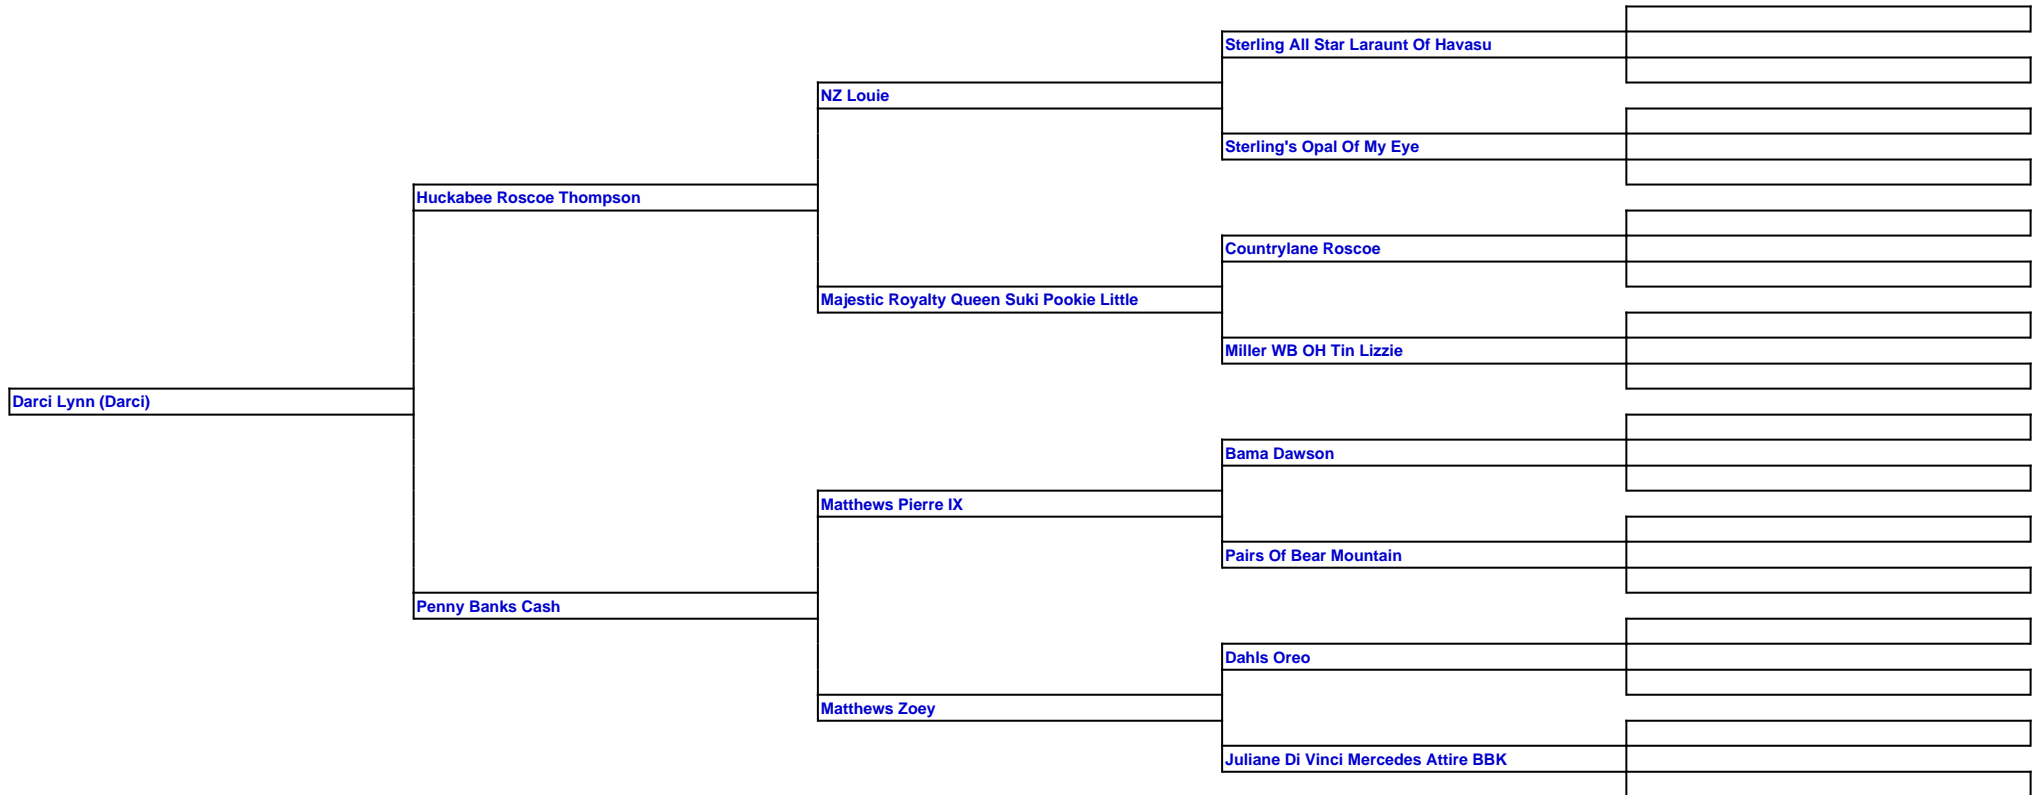 Sterling All Star Laraunt Of Havasu
NZ Louie
Sterling's Opal Of My Eye
Huckabee Roscoe Thompson
Countrylane Roscoe
Majestic Royalty Queen Suki Pookie Little
Miller WB OH Tin Lizzie
Darci Lynn (Darci)
Bama Dawson
Matthews Pierre IX
Pairs Of Bear Mountain
Penny Banks Cash
Dahls Oreo
Matthews Zoey
Juliane Di Vinci Mercedes Attire BBK